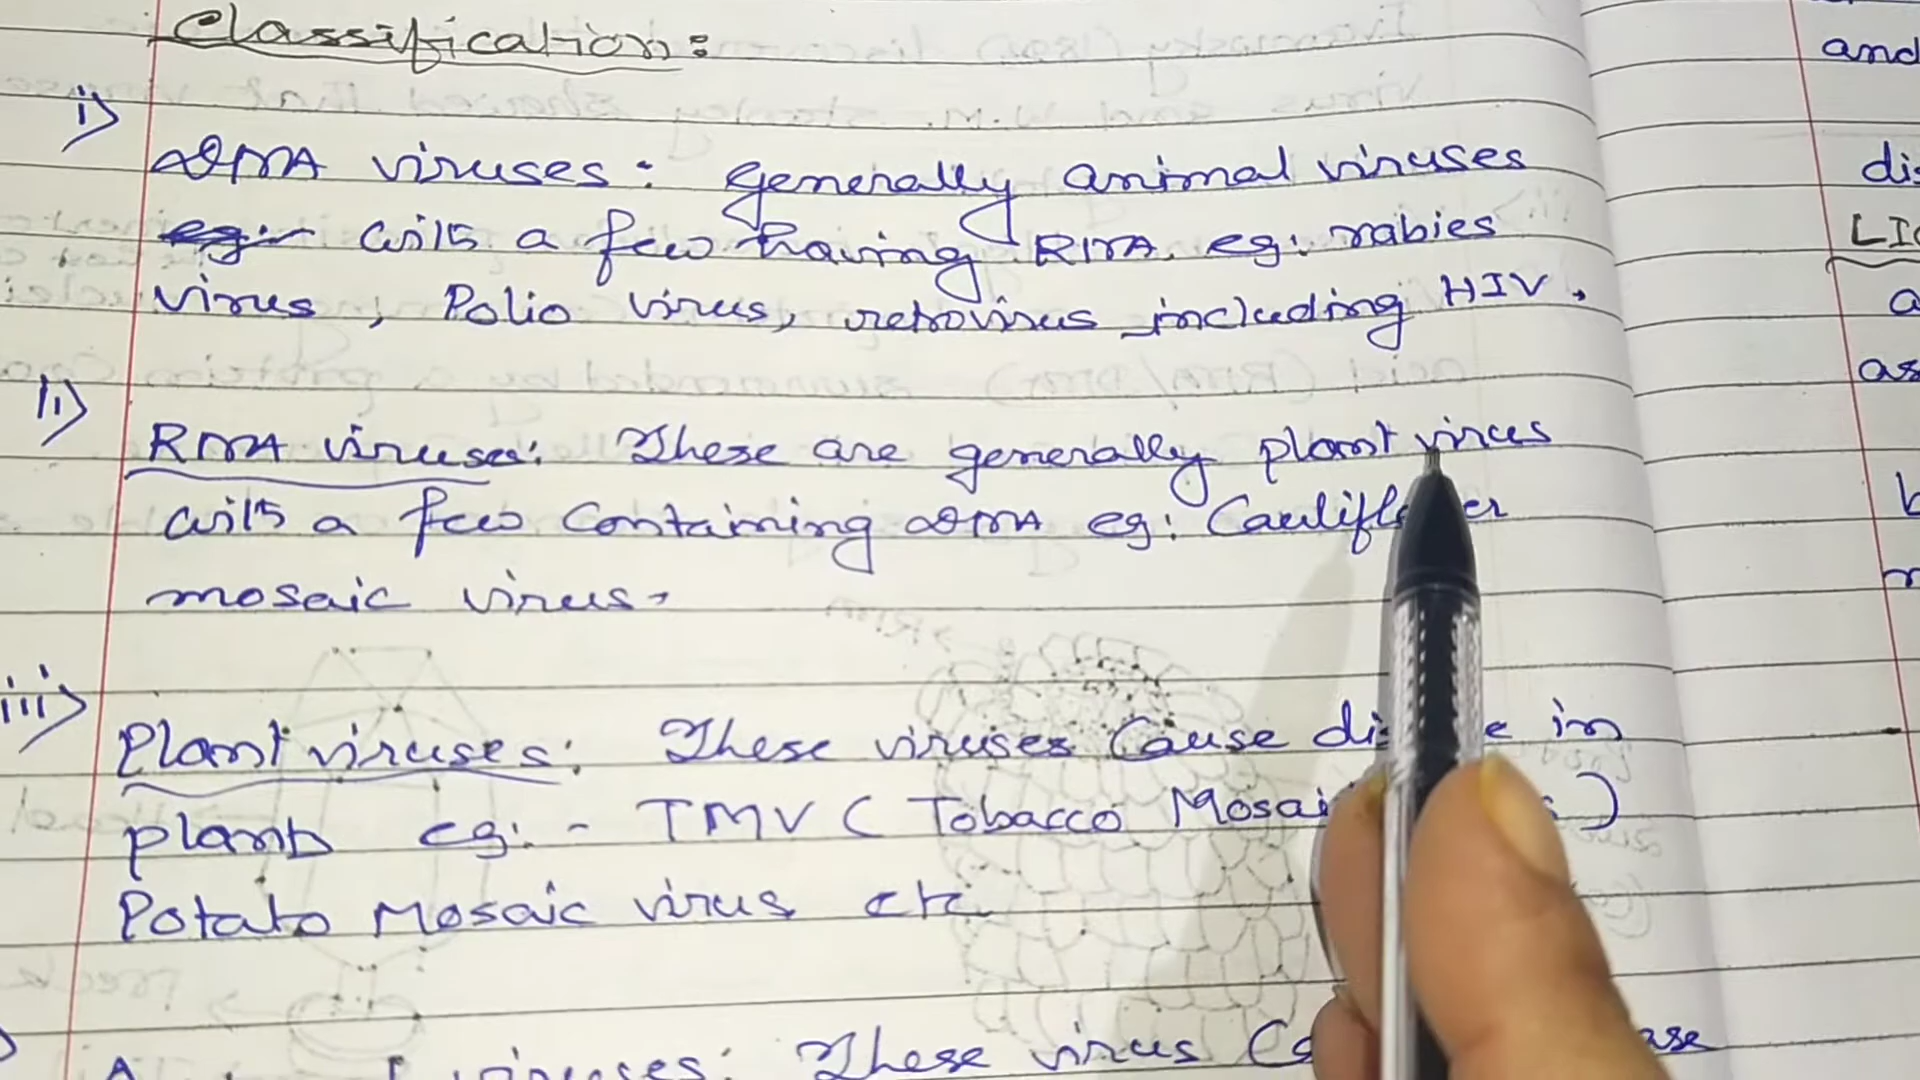 Classification:
i)
DNA viruses: Generally animal viruses
with a few having RNA. eg: rabies
virus, Polio virus, retrovirus including HIV.
ii)
RNA viruses: These are generally plant virus
with a few containing DNA eg: Cauliflower
mosaic virus.
iii)
Plant viruses: These viruses cause disease in
plants eg:- TMV (Tobacco Mosaic )
Potato Mosaic virus etc.
viruses: These virus
and